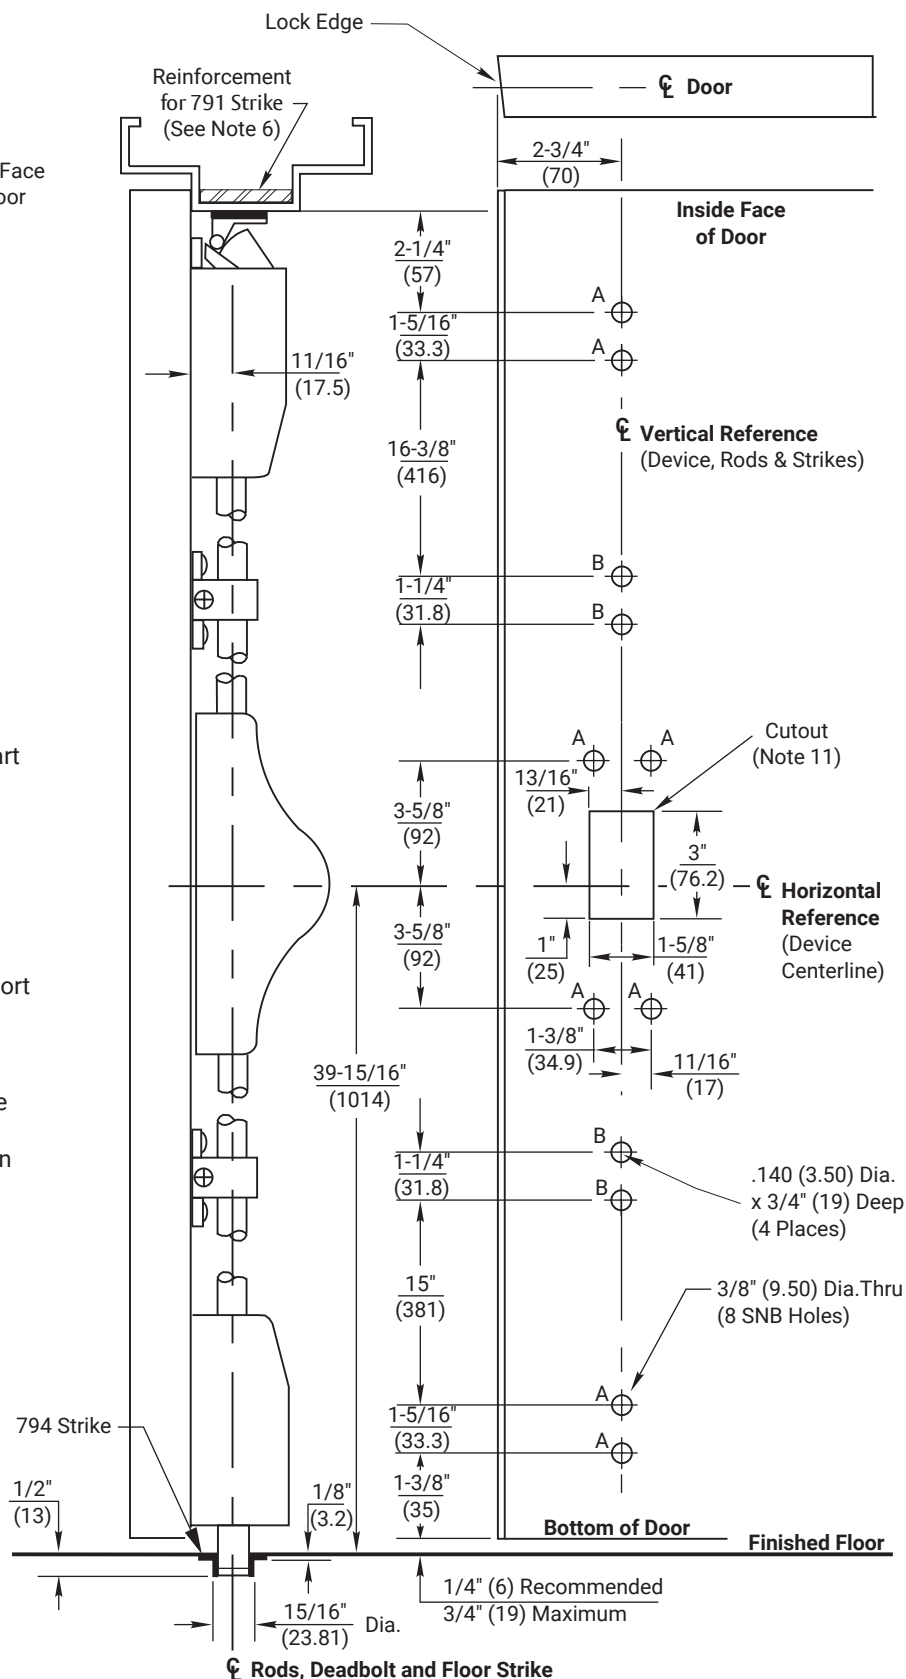 Lock Edge
Reinforcement
for 791 Strike
(See Note 6)
℄ Door
2-3/4"
(70)
Face
oor
Inside Face
of Door
2-1/4"
(57)
A
1-5/16"
(33.3)
A
11/16"
(17.5)
℄ Vertical Reference
(Device, Rods & Strikes)
16-3/8"
(416)
B
1-1/4"
(31.8)
B
art
A A
Cutout
(Note 11)
13/16"
(21)
3-5/8"
(92)
3"
(76.2)
℄ Horizontal
Reference
(Device
Centerline)
3-5/8"
(92)
1"
(25)
1-5/8"
(41)
ort
A A
1-3/8"
(34.9)
11/16"
(17)
39-15/16"
(1014)
e
n
B
1-1/4"
(31.8)
B
.140 (3.50) Dia.
x 3/4" (19) Deep
(4 Places)
15"
(381)
3/8" (9.50) Dia.Thru
(8 SNB Holes)
A
1-5/16"
(33.3)
A
794 Strike
1-3/8"
(35)
1/2"
(13)
1/8"
(3.2)
Bottom of Door
Finished Floor
1/4" (6) Recommended
3/4" (19) Maximum
15/16"
(23.81)
Dia.
℄ Rods, Deadbolt and Floor Strike